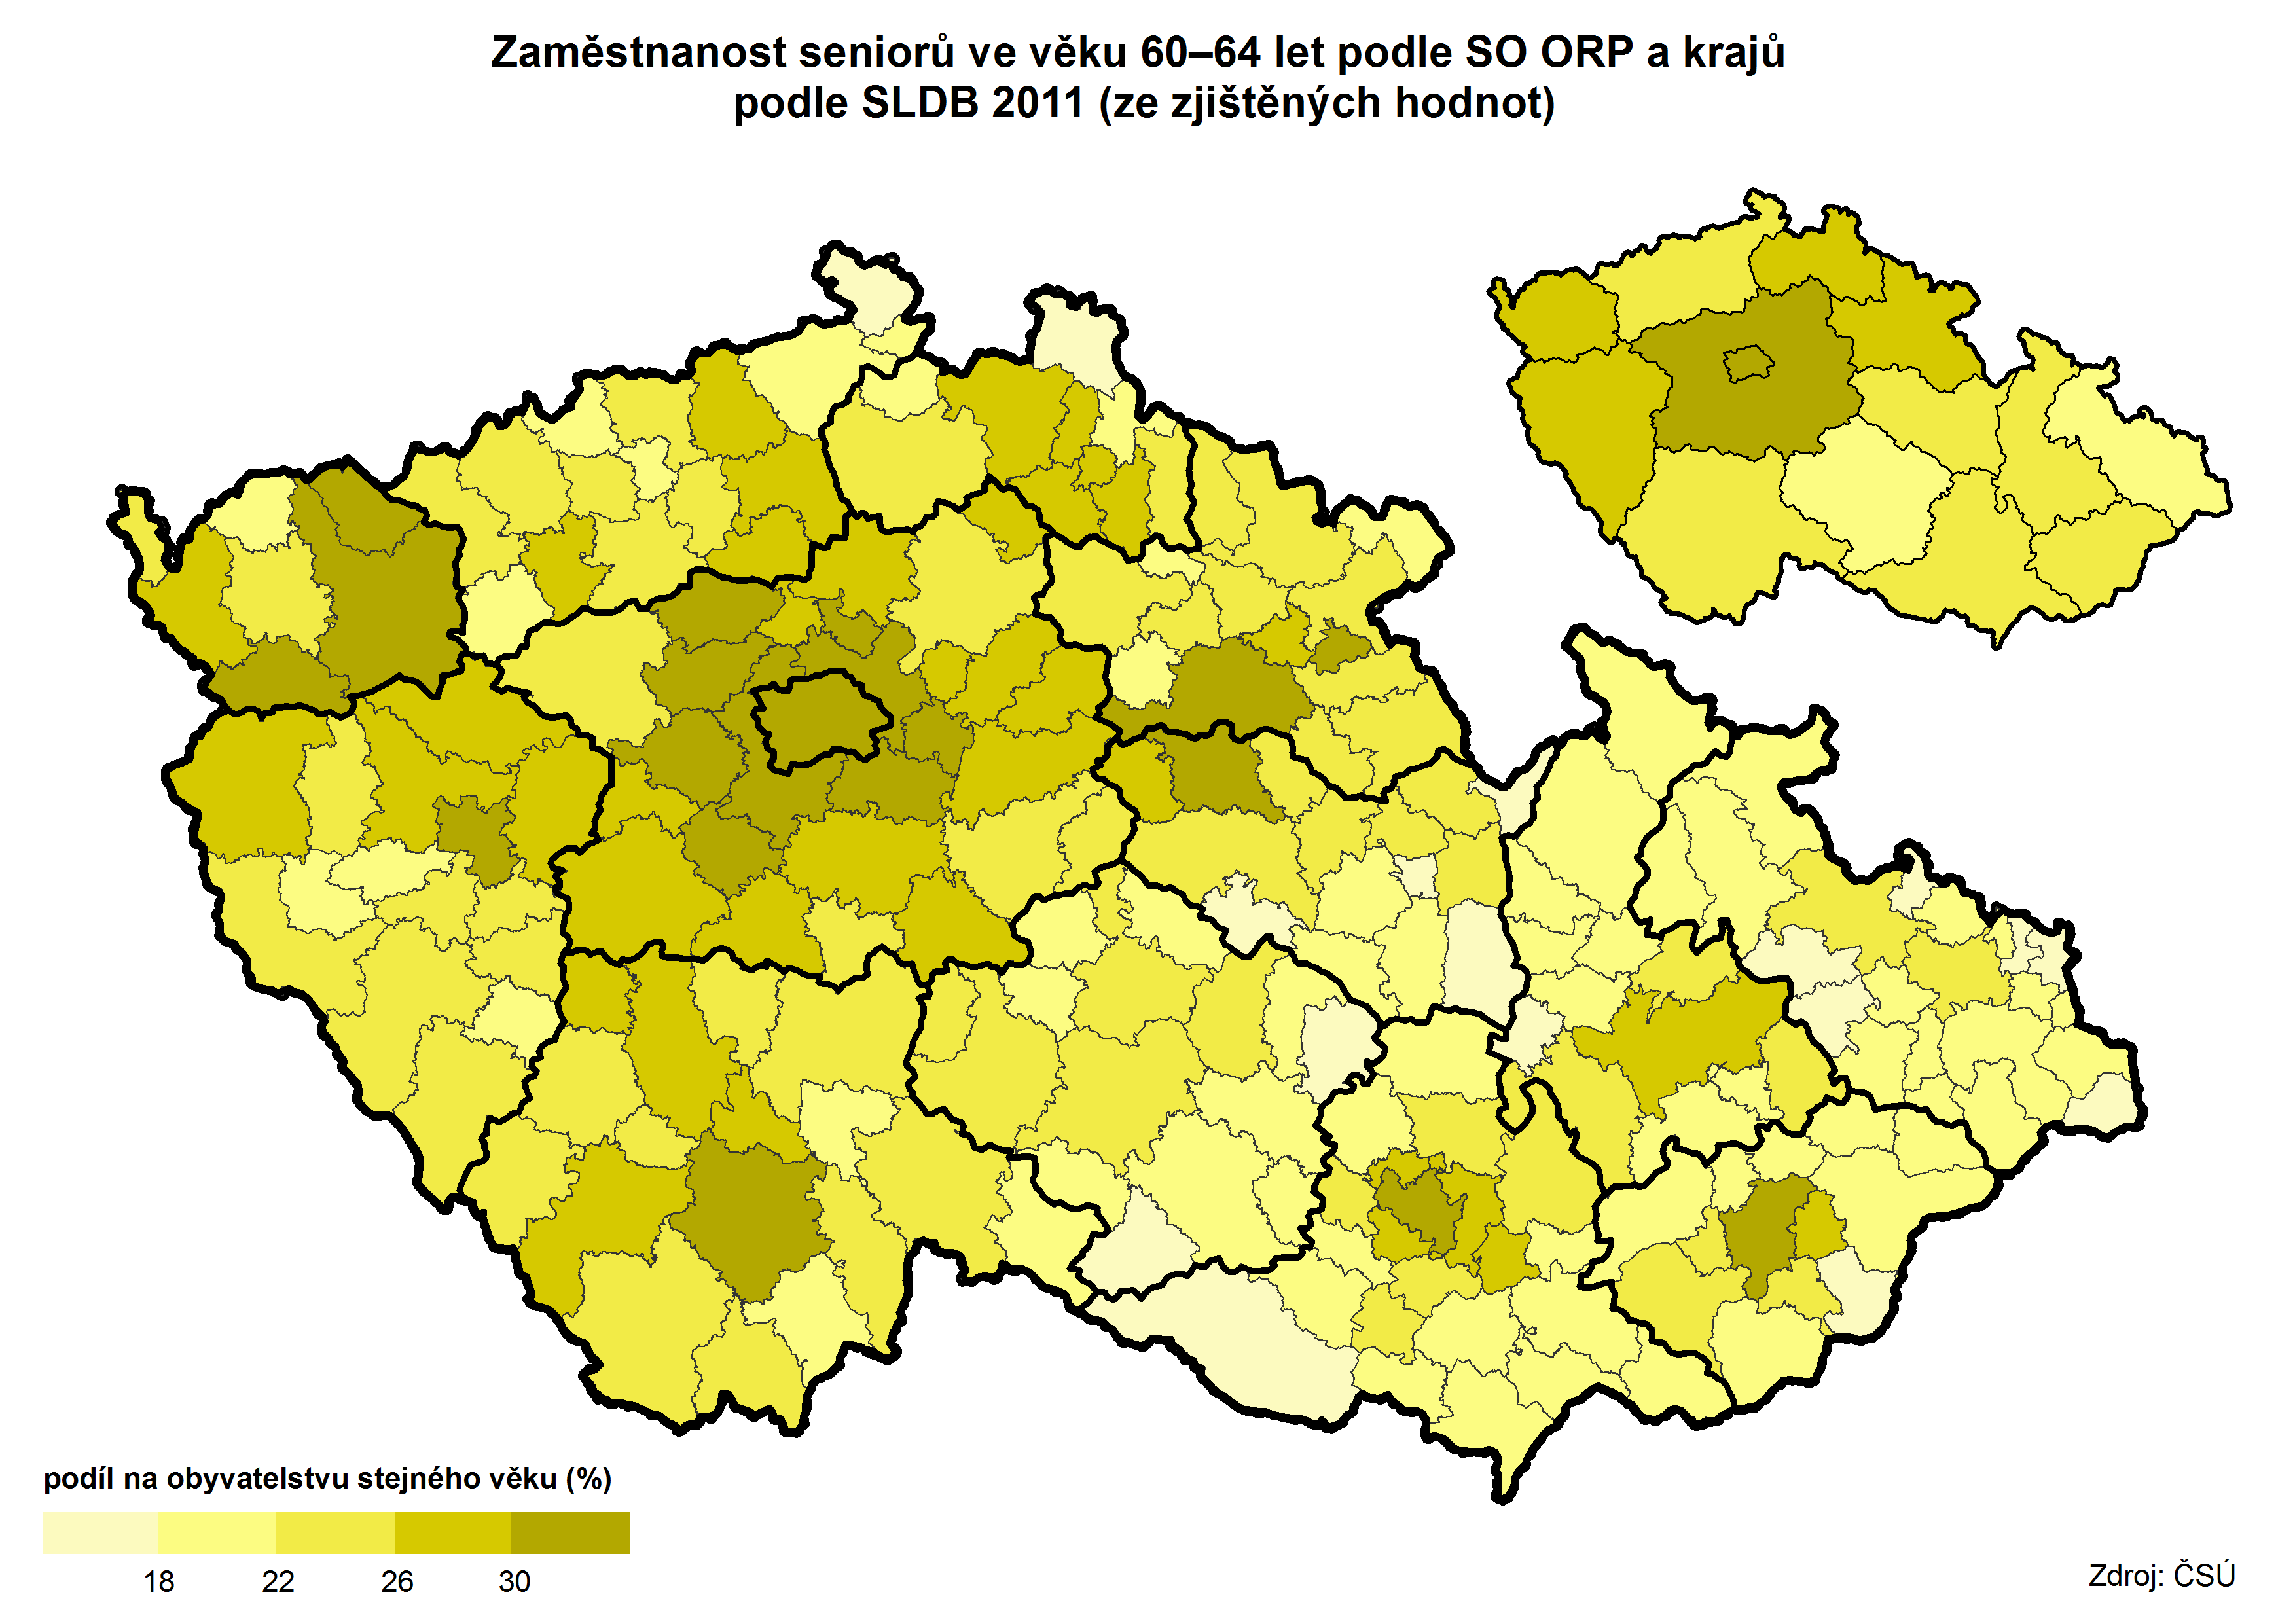 Zaměstnanost seniorů ve věku 60–64 let podle SO ORP a krajů
podle SLDB 2011 (ze zjištěných hodnot)
podíl na obyvatelstvu stejného věku (%)
18 22 26 30
Zdroj: ČSÚ